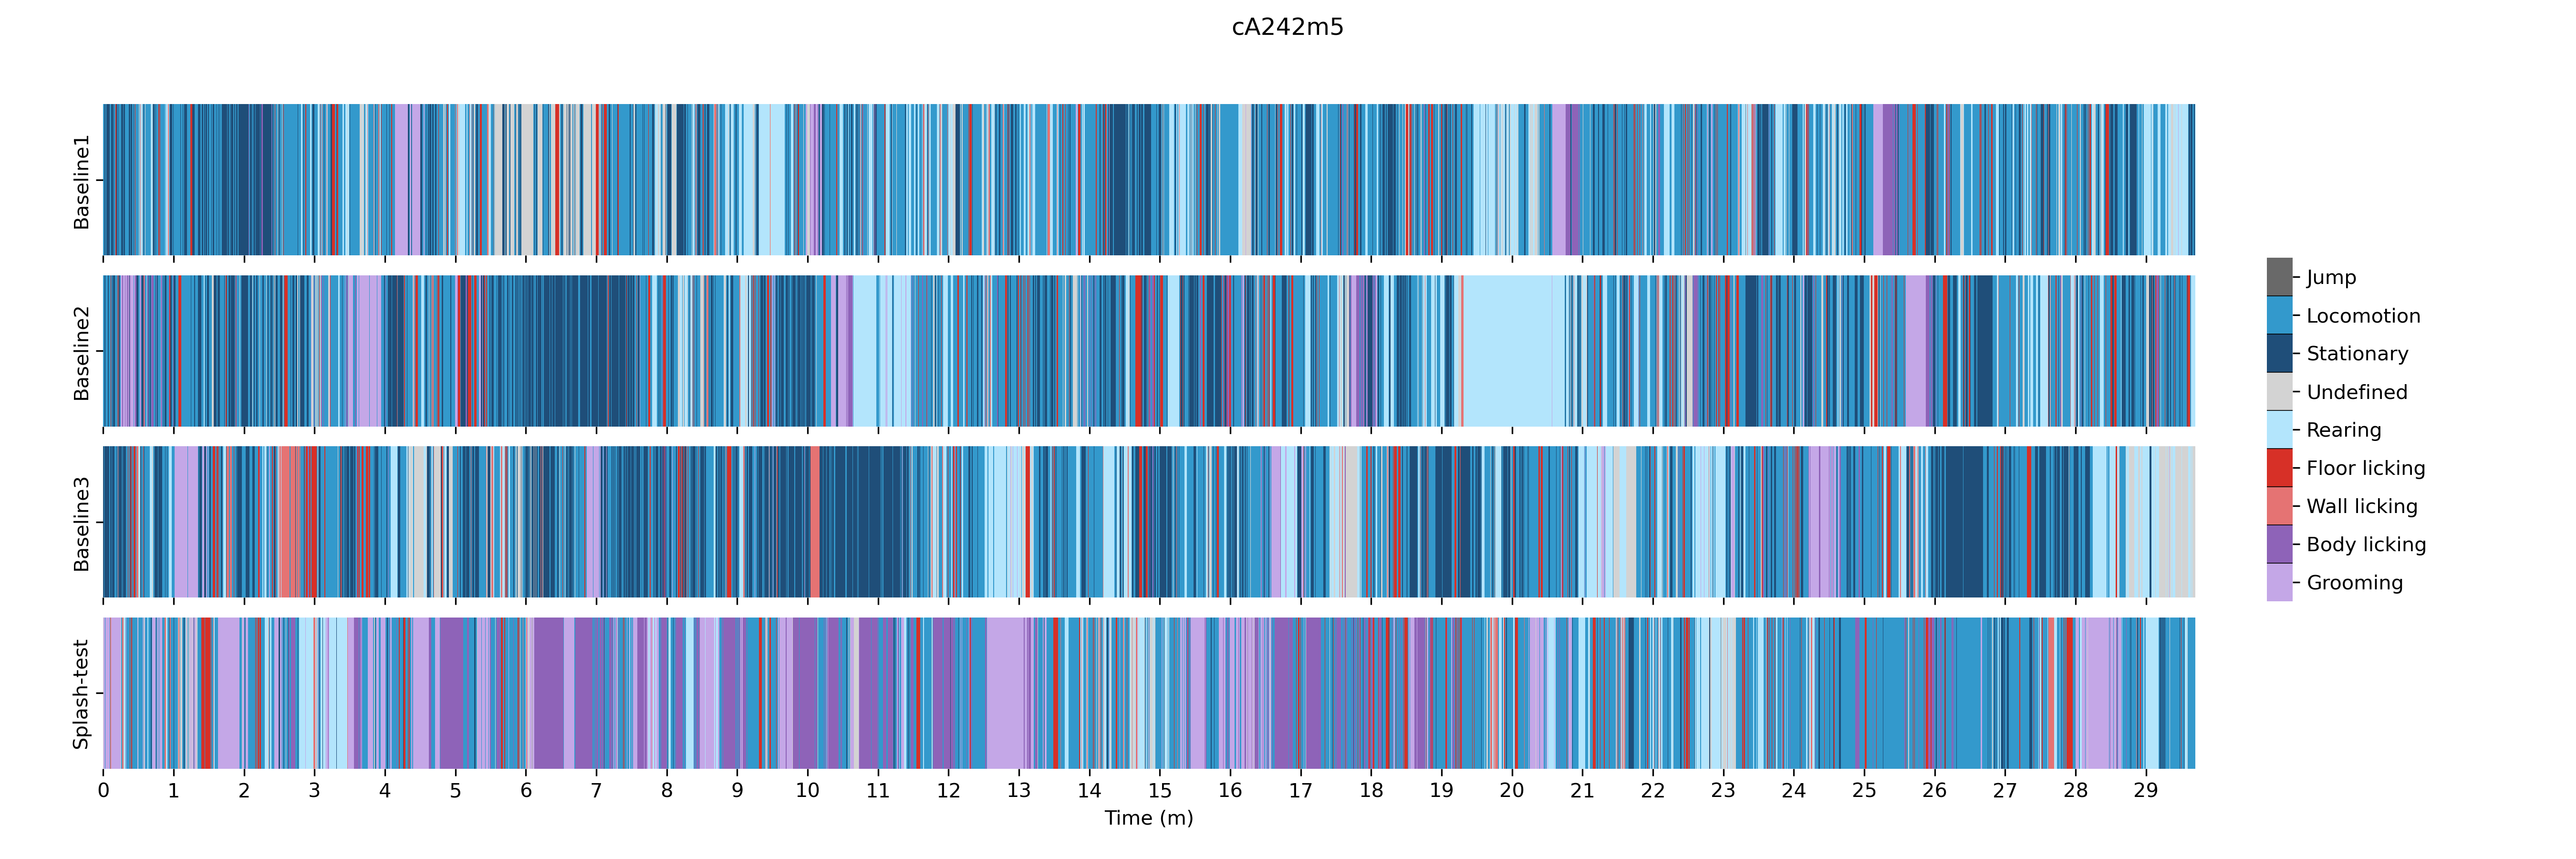 cA242m5
Baseline1
Baseline2
Baseline3
Splash-test
0 1 2 3 4 5 6 7 8 9 10 11 12 13 14 15 16 17 18 19 20 21 22 23 24 25 26 27 28 29
Time (m)
Jump
Locomotion
Stationary
Undefined
Rearing
Floor licking
Wall licking
Body licking
Grooming